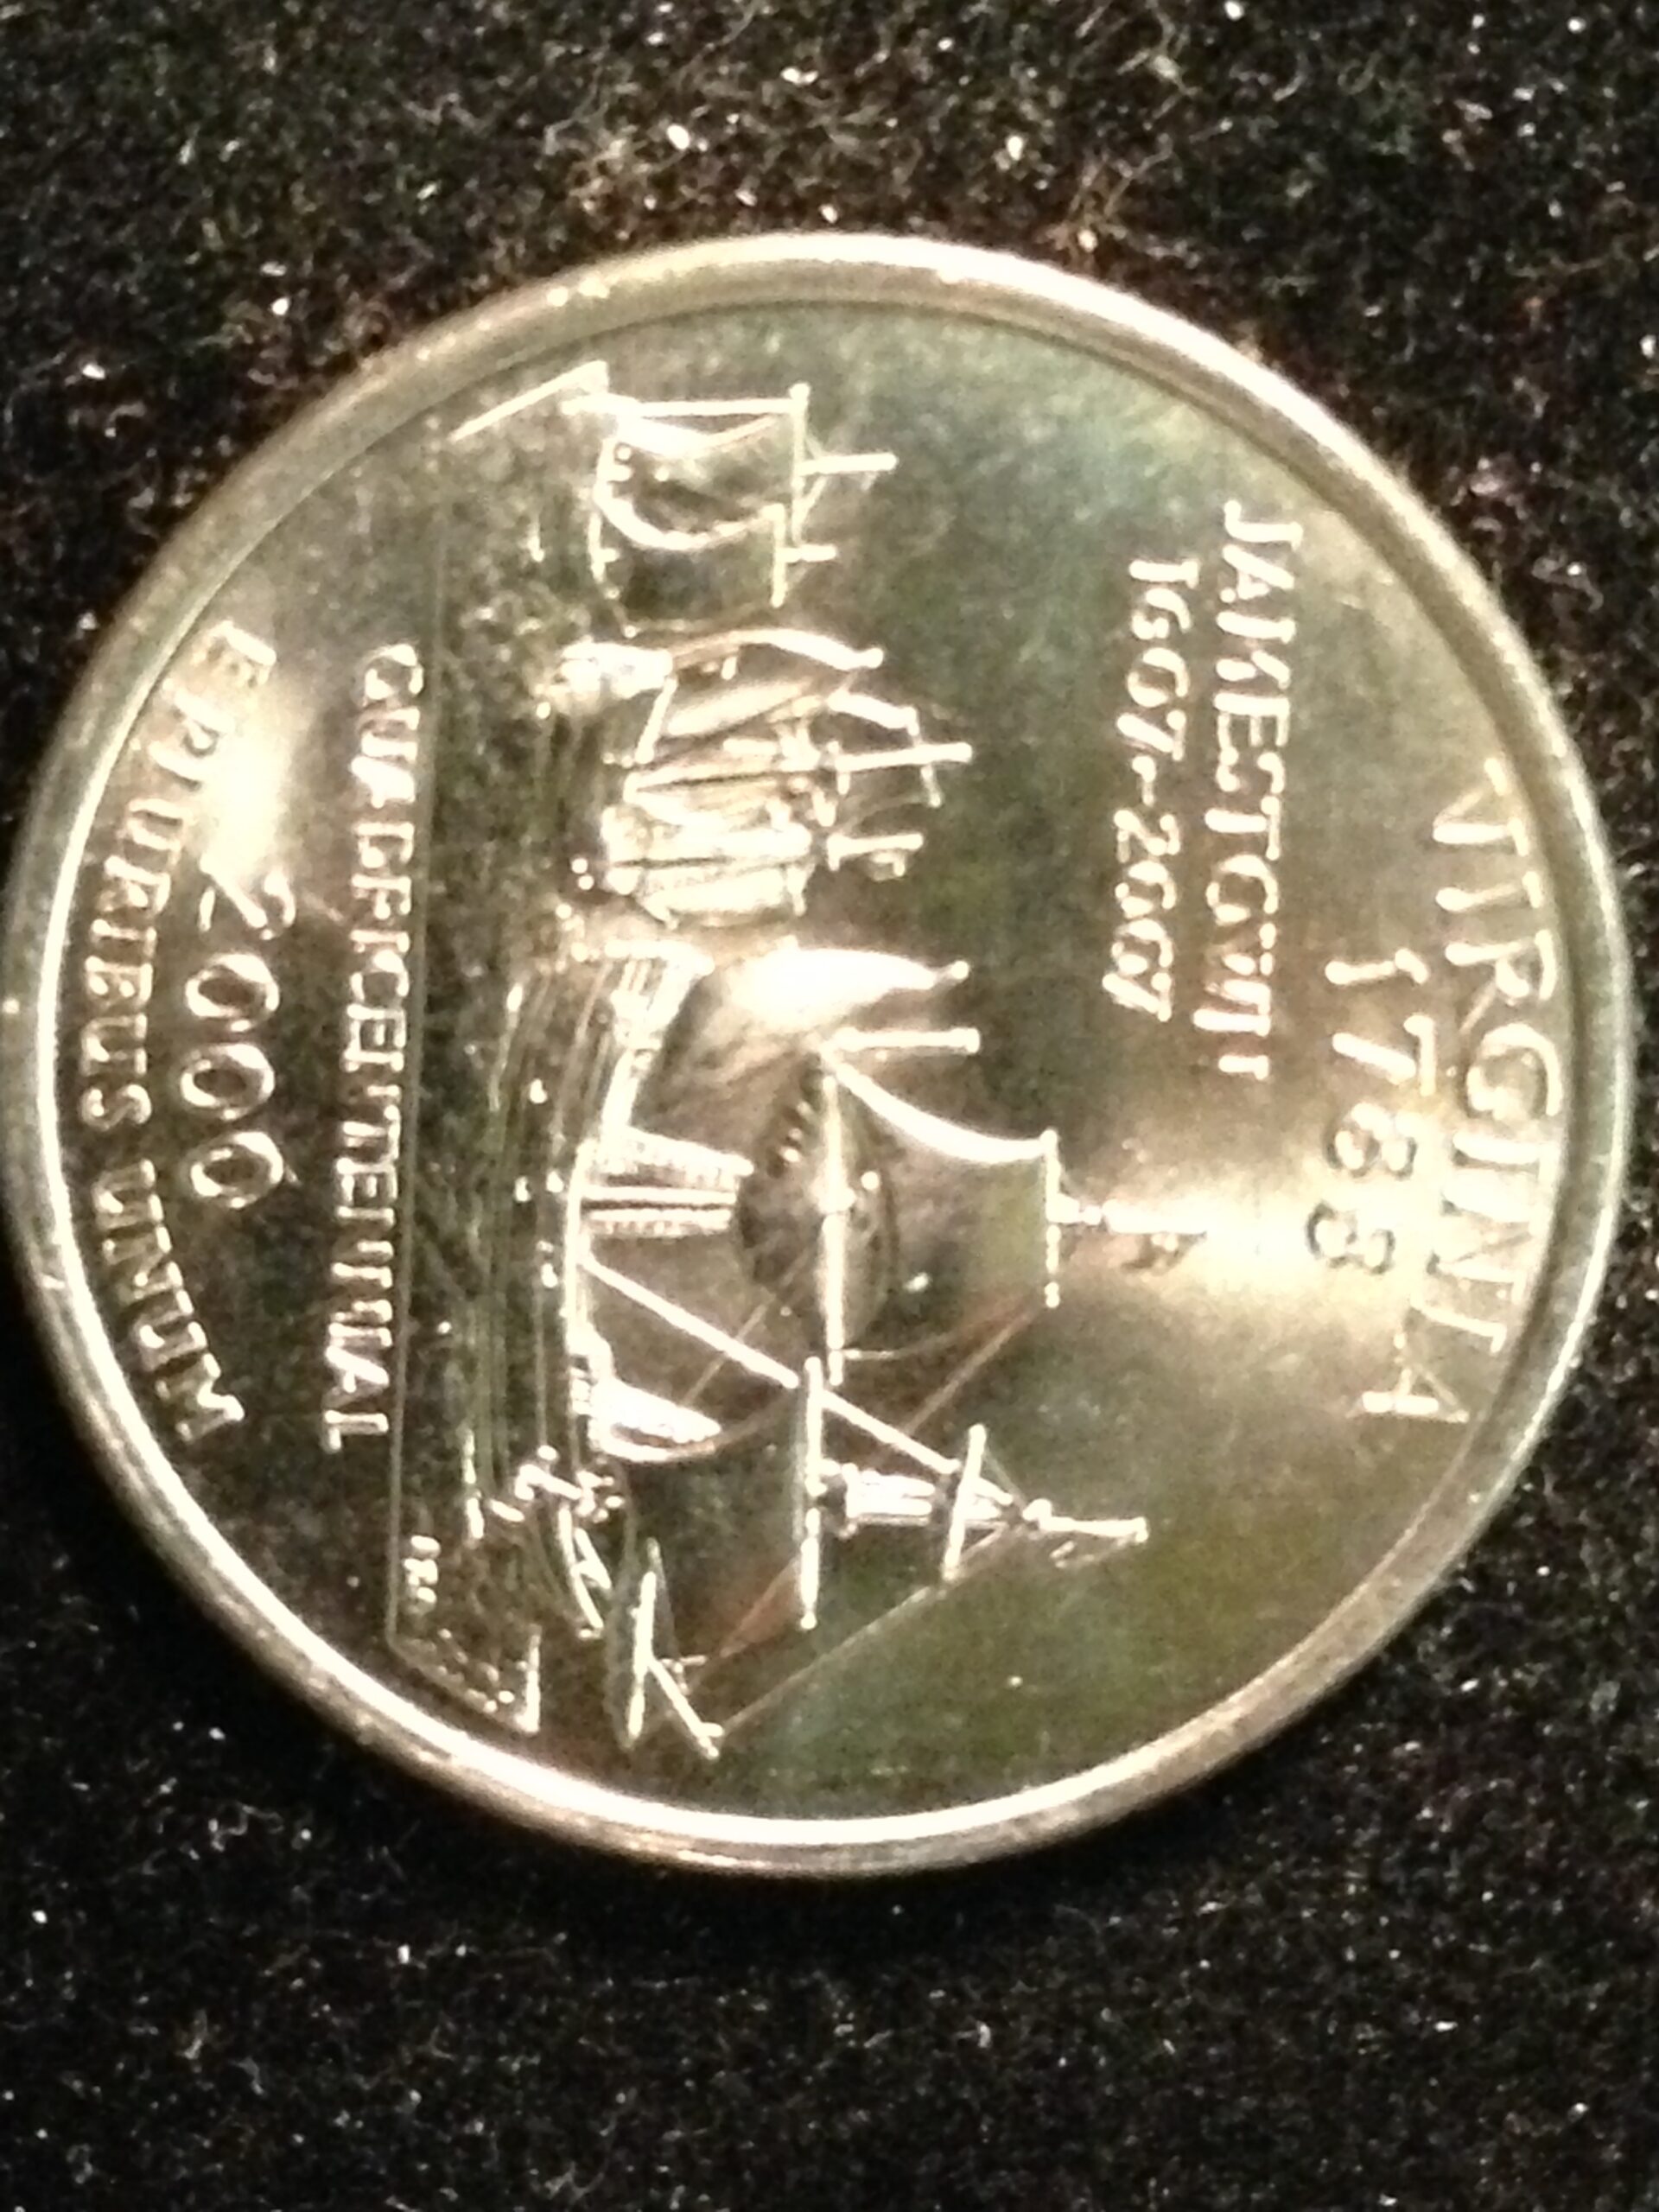 VIRGINIA
1788
JAMESTOWN
1607-2007
QUADRICENTENNIAL
2000
E PLURIBUS UNUM